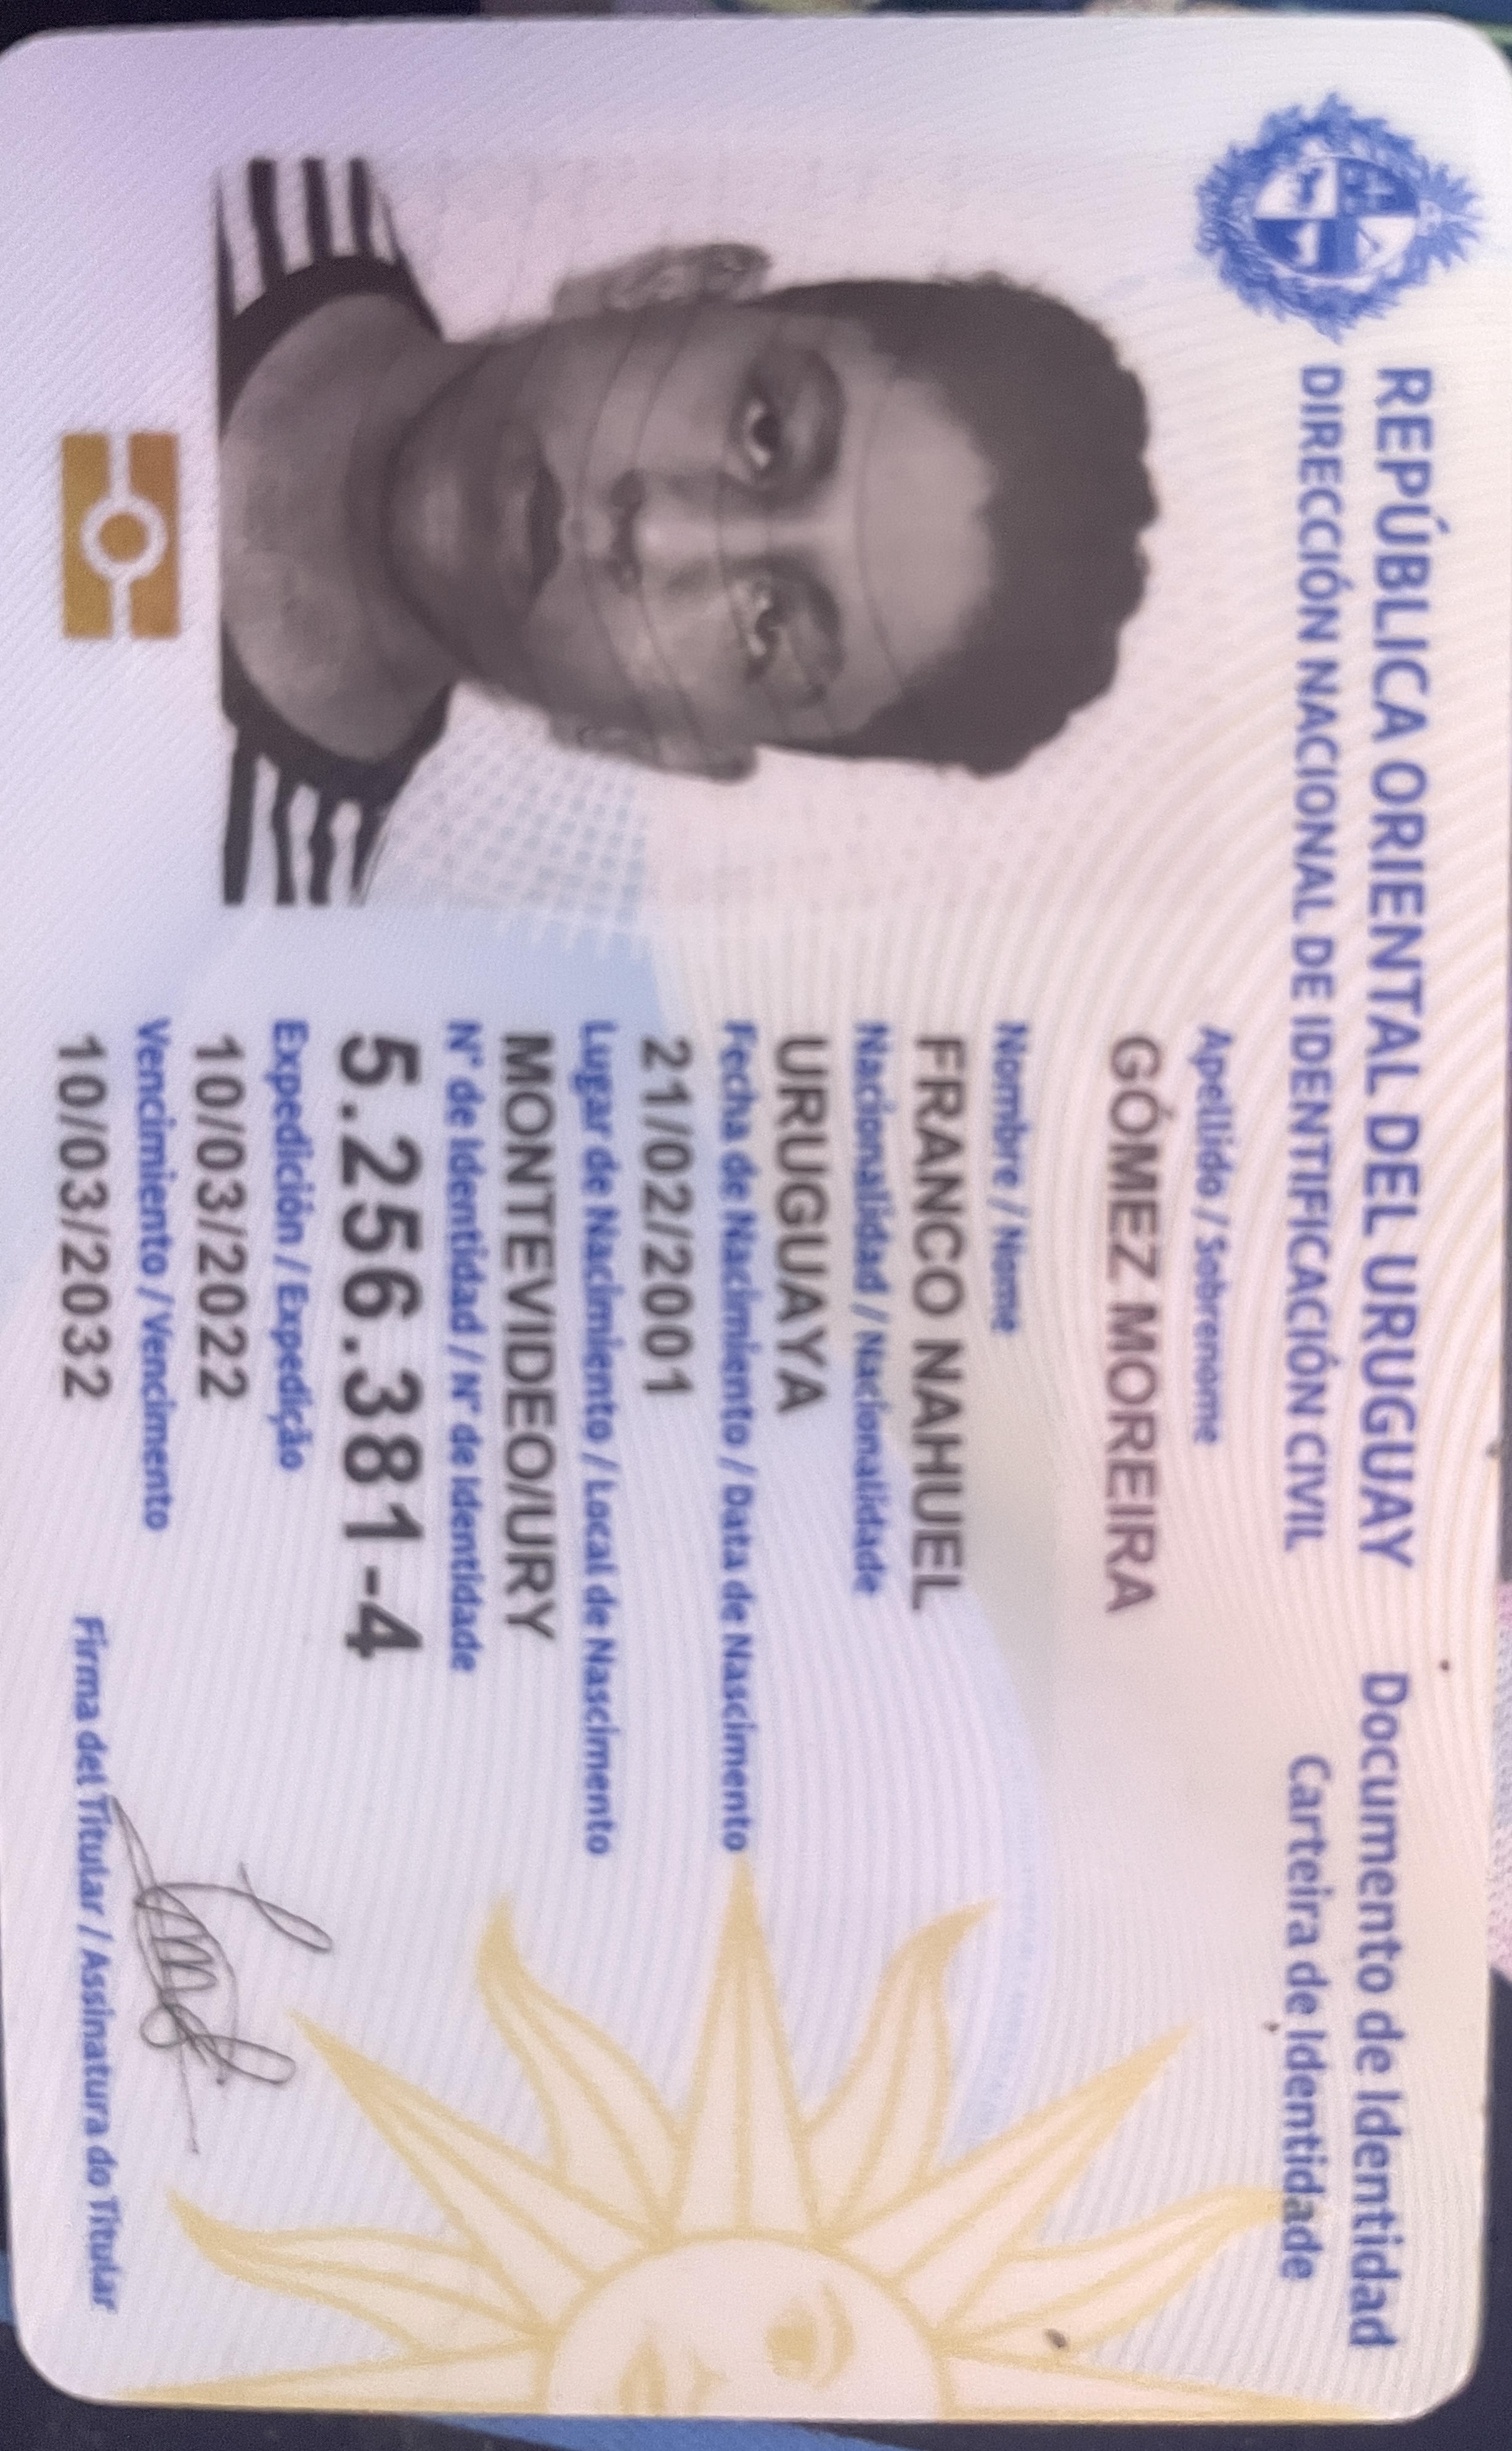 REPÚBLICA ORIENTAL DEL URUGUAY
DIRECCIÓN NACIONAL DE IDENTIFICACIÓN CIVIL
Documento de Identidad
Carteira de Identidade
Apellido / Sobrenome
GÓMEZ MOREIRA
Nombre / Nome
FRANCO NAHUEL
Nacionalidad / Nacionalidade
URUGUAYA
Fecha de Nacimiento / Data de Nascimento
21/02/2001
Lugar de Nacimiento / Local de Nascimento
MONTEVIDEO/URY
N° de Identidad / N° de Identidade
5.256.381-4
Expedición / Expedição
10/03/2022
Vencimiento / Vencimento
10/03/2032
Firma del Titular / Assinatura do Titular